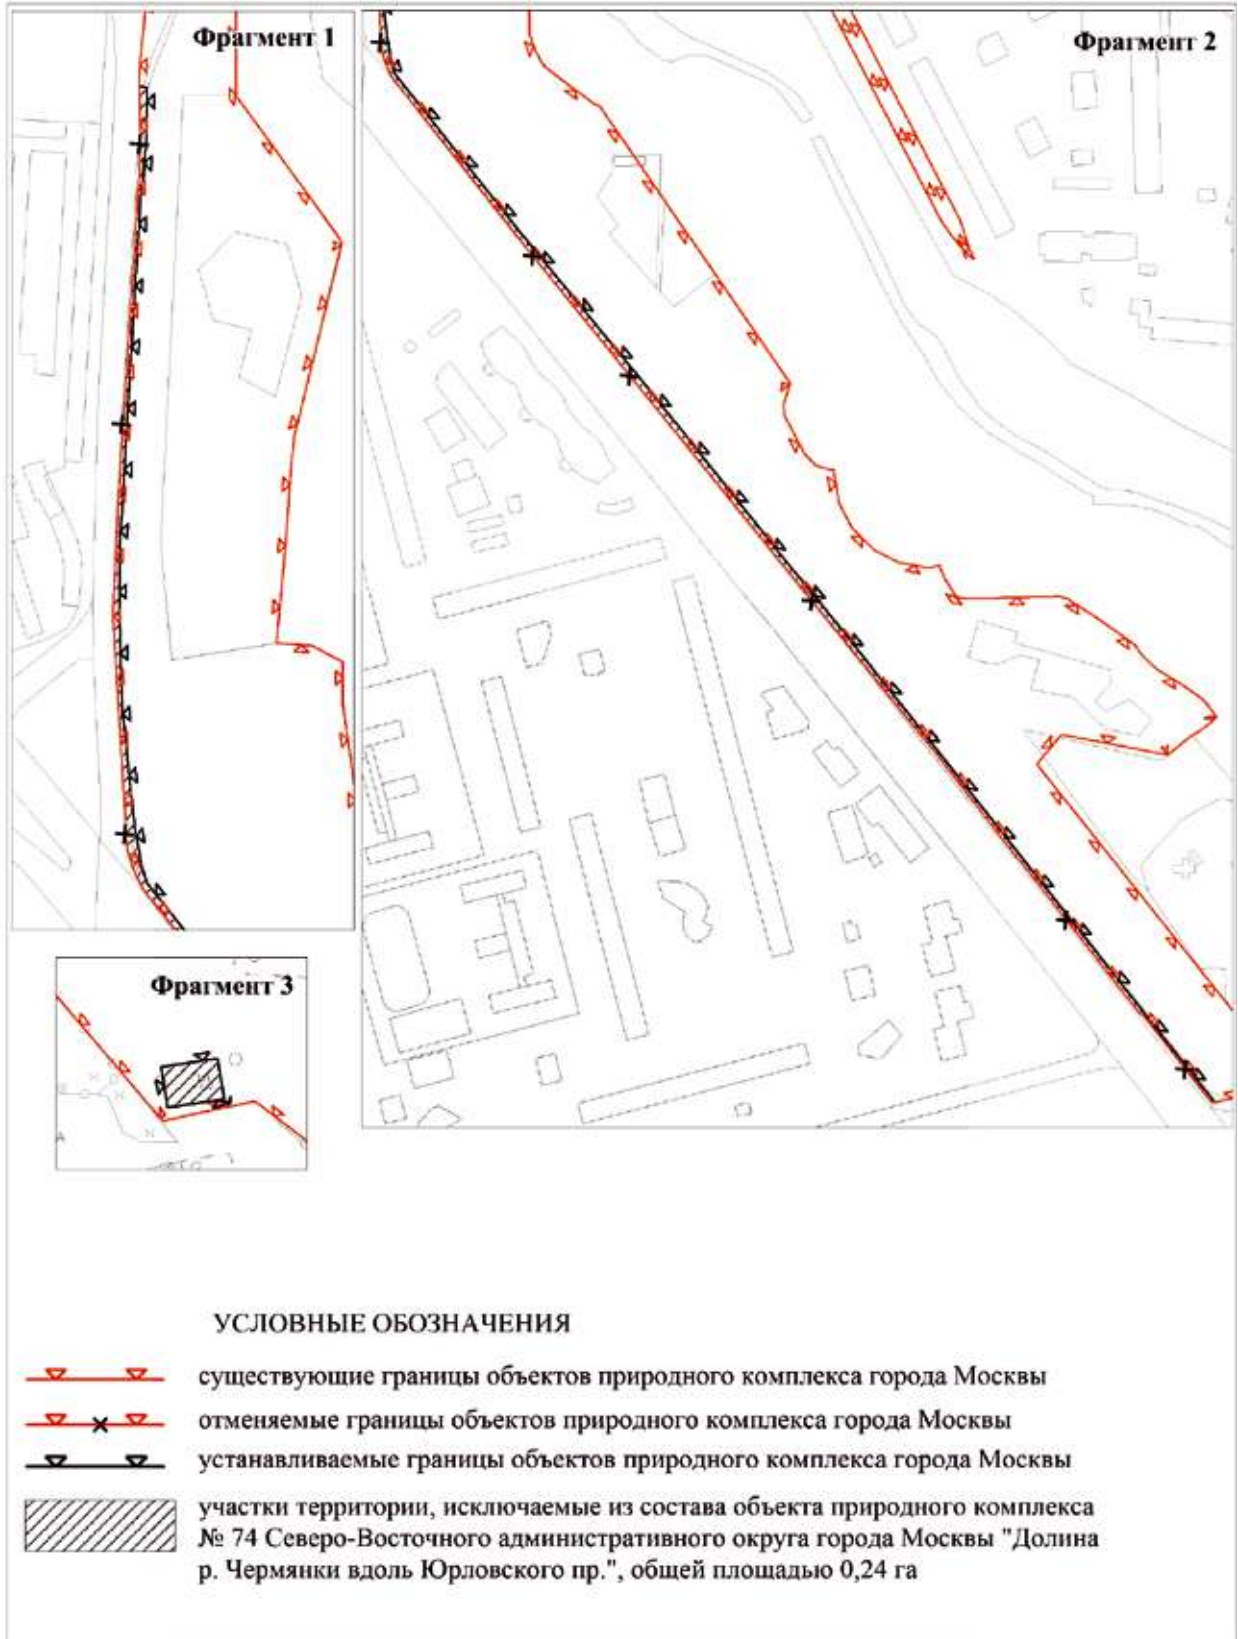 Фрагмент 1
Фрагмент 2
Фрагмент 3
УСЛОВНЫЕ ОБОЗНАЧЕНИЯ
существующие границы объектов природного комплекса города Москвы
отменяемые границы объектов природного комплекса города Москвы
устанавливаемые границы объектов природного комплекса города Москвы
участки территории, исключаемые из состава объекта природного комплекса
№ 74 Северо-Восточного административного округа города Москвы "Долина
р. Чермянки вдоль Юрловского пр.", общей площадью 0,24 га